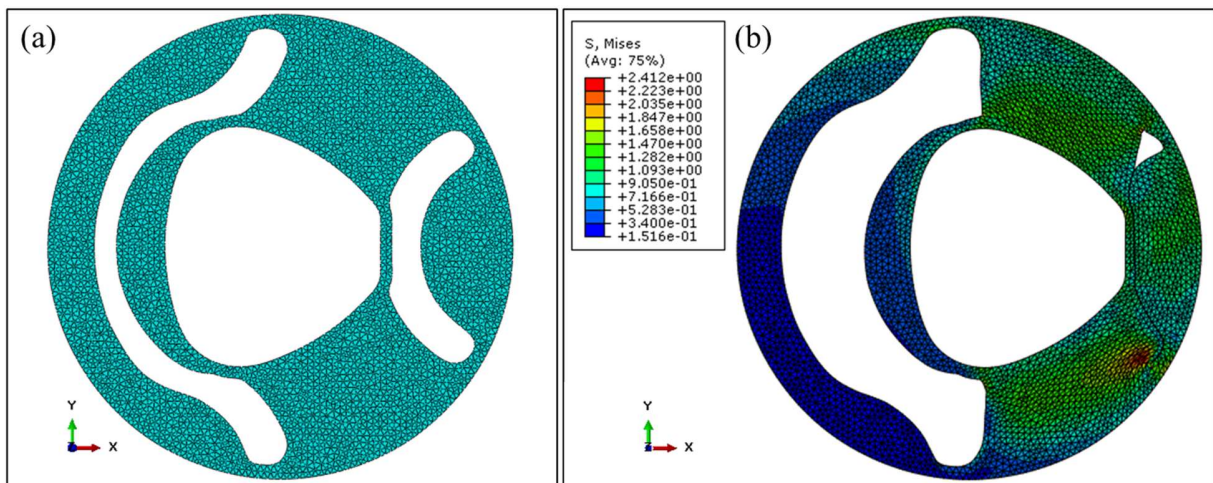 (a)
Y
X
Z
S, Mises
(Avg: 75%)
+2.412e+00
+2.223e+00
+2.035e+00
+1.847e+00
+1.658e+00
+1.470e+00
+1.282e+00
+1.093e+00
+9.050e-01
+7.166e-01
+5.283e-01
+3.400e-01
+1.516e-01
(b)
Y
X
Z